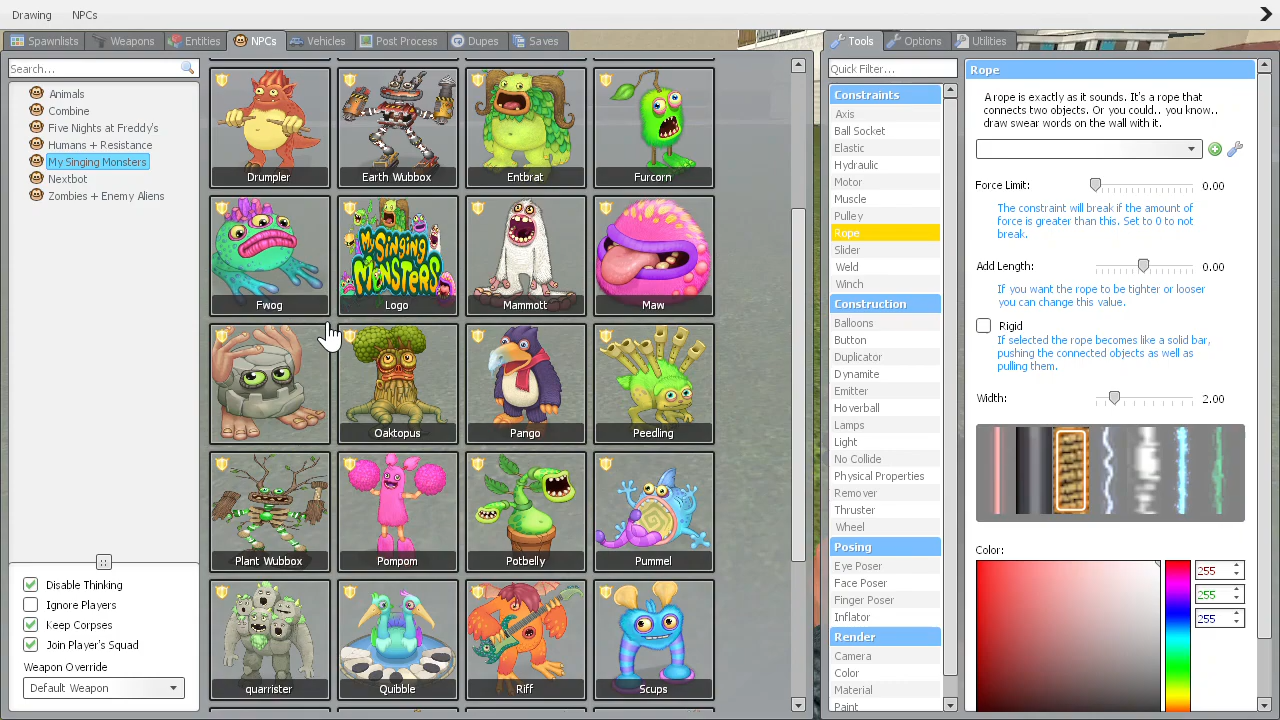 Drawing NPCs
Spawnlists Weapons Entities NPCs Vehicles Post Process Dupes Saves
Search...
Animals
Combine
Five Nights at Freddy's
Humans + Resistance
My Singing Monsters
Nextbot
Zombies + Enemy Aliens
Disable Thinking
Ignore Players
Keep Corpses
Join Player's Squad
Weapon Override
Default Weapon
Drumpler Earth Wubbox Entbrat Furcorn
My Singing
Monsters
Fwog Logo Mammott Maw
Oaktopus Pango Peedling
Plant Wubbox Pompom Potbelly Pummel
quarrister Quibble Riff Scups
Tools Options Utilities
Quick Filter...
Constraints
Axis
Ball Socket
Elastic
Hydraulic
Motor
Muscle
Pulley
Rope
Slider
Weld
Winch
Construction
Balloons
Button
Duplicator
Dynamite
Emitter
Hoverball
Lamps
Light
No Collide
Physical Properties
Remover
Thruster
Wheel
Posing
Eye Poser
Face Poser
Finger Poser
Inflator
Render
Camera
Color
Material
Paint
Rope
A rope is exactly as it sounds. It's a rope that
connects two objects. Or you could.. you know..
draw swear words on the wall with it.
Force Limit: 0.00
The constraint will break if the amount of
force is greater than this. Set to 0 to not
break.
Add Length: 0.00
If you want the rope to be tighter or looser
you can change this value.
Rigid
If selected the rope becomes like a solid bar,
pushing the connected objects as well as
pulling them.
Width: 2.00
Color:
255
255
255